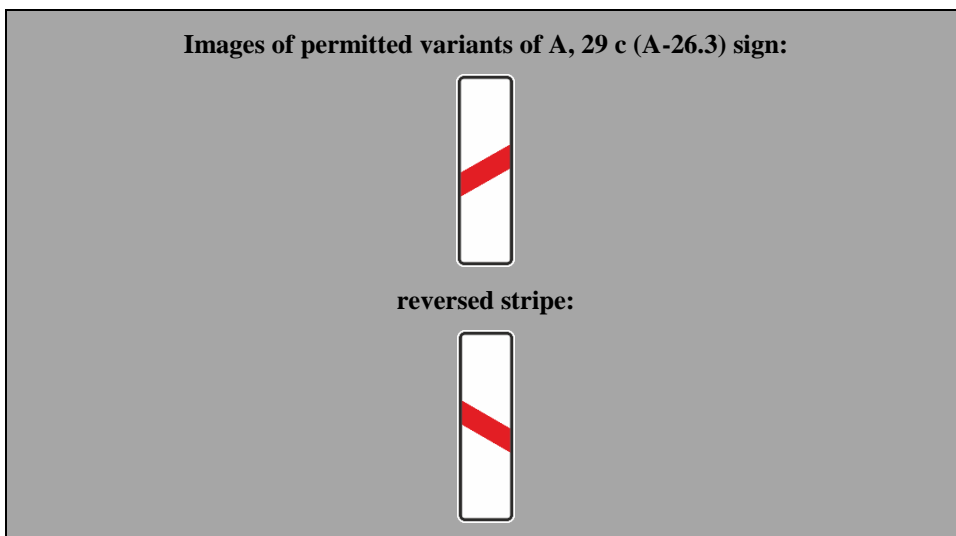 Images of permitted variants of A, 29 c (A-26.3) sign:
reversed stripe: